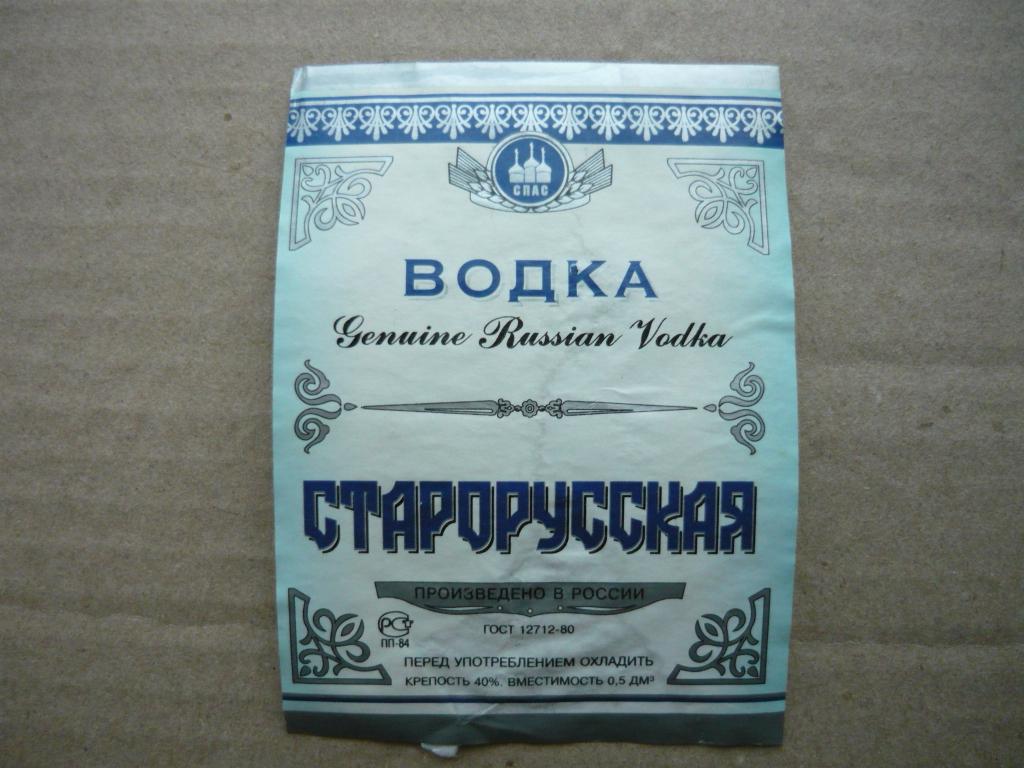 СПАС
ВОДКА
Genuine Russian Vodka
СТАРОРУССКАЯ
ПРОИЗВЕДЕНО В РОССИИ
РСТ
ПП-84
ГОСТ 12712-80
ПЕРЕД УПОТРЕБЛЕНИЕМ ОХЛАДИТЬ
КРЕПОСТЬ 40%. ВМЕСТИМОСТЬ 0,5 ДМ³